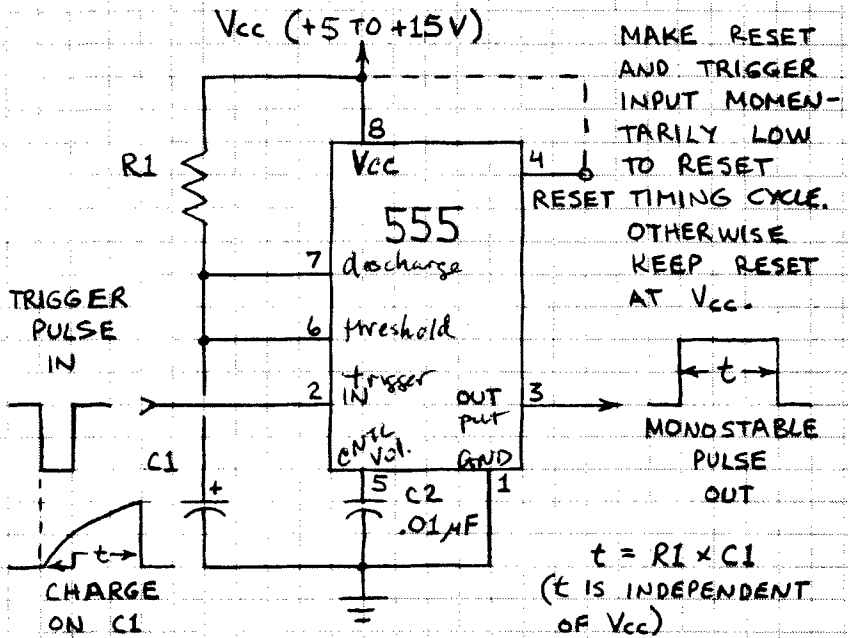 Vcc (+5 TO +15V)
MAKE RESET
AND TRIGGER
INPUT MOMEN-
TARILY LOW
TO RESET
RESET TIMING CYCLE.
OTHERWISE
KEEP RESET
AT Vcc.
8
Vcc
4
R1
555
7
discharge
6
threshold
TRIGGER
PULSE
IN
2
trigger
IN
OUT
put
3
t
MONOSTABLE
PULSE
OUT
CNTL
Vol.
GND
5
1
C1
+
C2
.01µF
t
CHARGE
ON C1
t = R1 x C1
(t IS INDEPENDENT
OF Vcc)